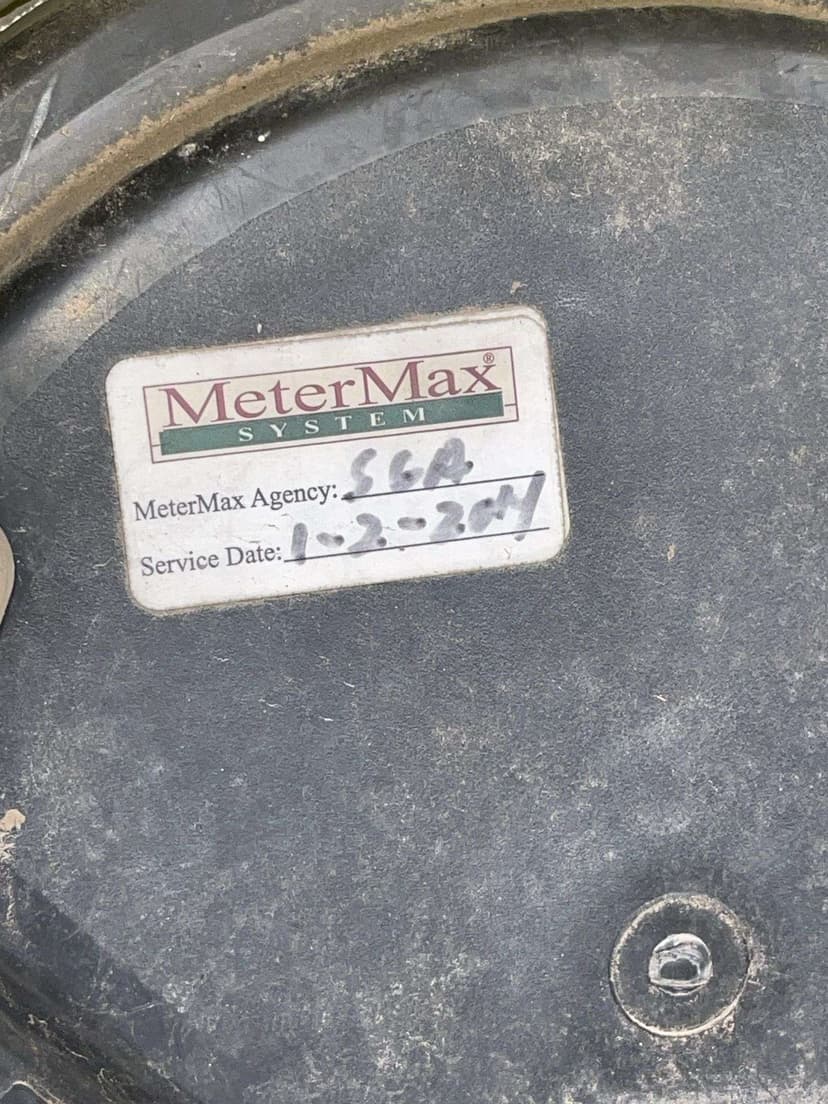 MeterMax®
SYSTEM
MeterMax Agency: SGA
Service Date: 1-2-2014